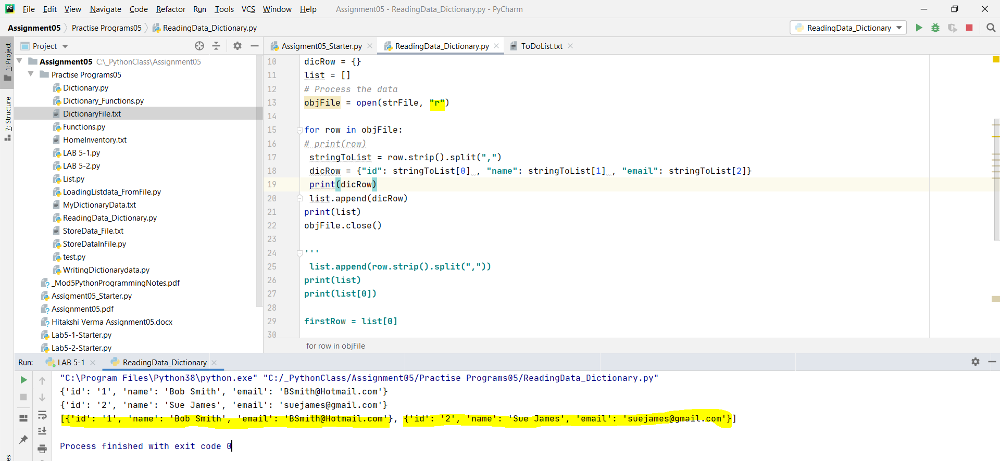 File Edit View Navigate Code Refactor Run Tools VCS Window Help Assignment05 - ReadingData_Dictionary.py - PyCharm
Assignment05 Practise Programs05 ReadingData_Dictionary.py ReadingData_Dictionary
1: Project
7: Structure
Project
Assignment05 C:\_PythonClass\Assignment05
Practise Programs05
Dictionary.py
Dictionary_Functions.py
DictionaryFile.txt
Functions.py
HomeInventory.txt
LAB 5-1.py
LAB 5-2.py
List.py
LoadingListdata_FromFile.py
MyDictionaryData.txt
ReadingData_Dictionary.py
StoreData_File.txt
StoreDataInFile.py
test.py
WritingDictionarydata.py
_Mod5PythonProgrammingNotes.pdf
Assigment05_Starter.py
Assignment05.pdf
Hitakshi Verma Assignment05.docx
Lab5-1-Starter.py
Lab5-2-Starter.py
Assigment05_Starter.py ReadingData_Dictionary.py ToDoList.txt
10 dicRow = {}
11 list = []
12 # Process the data
13 objFile = open(strFile, "r")
14
15 for row in objFile:
16 # print(row)
17 stringToList = row.strip().split(",")
18 dicRow = {"id": stringToList[0] , "name": stringToList[1] , "email": stringToList[2]}
19 print(dicRow)
20 list.append(dicRow)
21 print(list)
22 objFile.close()
23
24 '''
25 list.append(row.strip().split(","))
26 print(list)
27 print(list[0])
28
29 firstRow = list[0]
30
for row in objFile
Run: LAB 5-1 ReadingData_Dictionary
"C:\Program Files\Python38\python.exe" "C:/_PythonClass/Assignment05/Practise Programs05/ReadingData_Dictionary.py"
{'id': '1', 'name': 'Bob Smith', 'email': 'BSmith@Hotmail.com'}
{'id': '2', 'name': 'Sue James', 'email': 'suejames@gmail.com'}
[{'id': '1', 'name': 'Bob Smith', 'email': 'BSmith@Hotmail.com'}, {'id': '2', 'name': 'Sue James', 'email': 'suejames@gmail.com'}]
Process finished with exit code 0